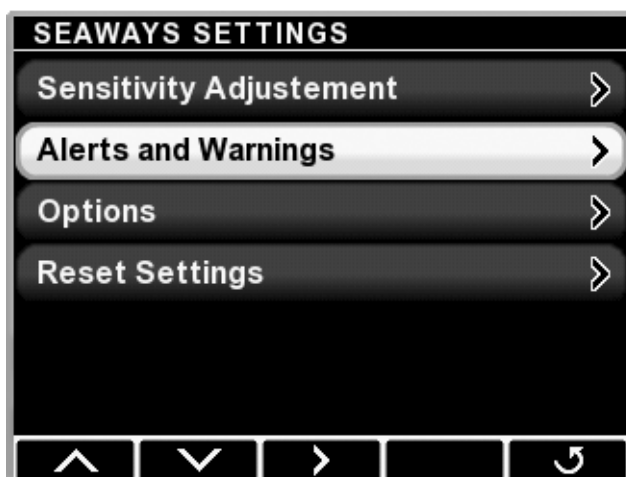 SEAWAYS SETTINGS
Sensitivity Adjustement
Alerts and Warnings
Options
Reset Settings